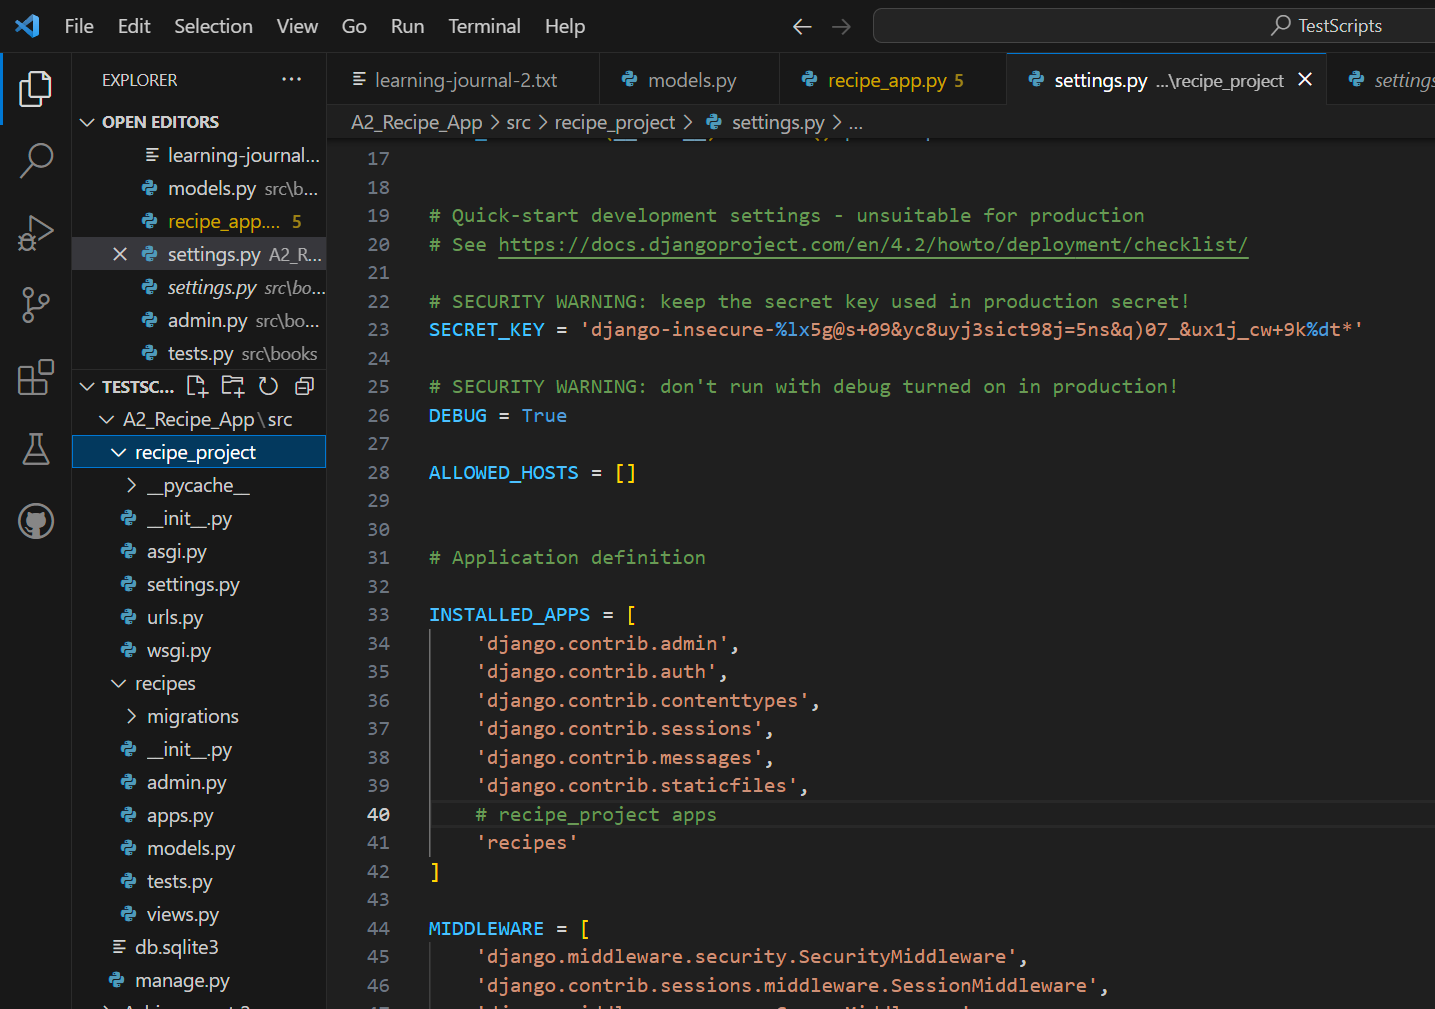 File Edit Selection View Go Run Terminal Help TestScripts
EXPLORER ...
OPEN EDITORS
learning-journal...
models.py src\b...
recipe_app.... 5
settings.py A2_R...
settings.py src\bo...
admin.py src\bo...
tests.py src\books
TESTSC...
A2_Recipe_App\src
recipe_project
__pycache__
__init__.py
asgi.py
settings.py
urls.py
wsgi.py
recipes
migrations
__init__.py
admin.py
apps.py
models.py
tests.py
views.py
db.sqlite3
manage.py
learning-journal-2.txt models.py recipe_app.py 5 settings.py ...\recipe_project settings
A2_Recipe_App > src > recipe_project > settings.py > ...
17
18
19 # Quick-start development settings - unsuitable for production
20 # See https://docs.djangoproject.com/en/4.2/howto/deployment/checklist/
21
22 # SECURITY WARNING: keep the secret key used in production secret!
23 SECRET_KEY = 'django-insecure-%lx5g@s+09&yc8uyj3sict98j=5ns&q)07_&ux1j_cw+9k%dt*'
24
25 # SECURITY WARNING: don't run with debug turned on in production!
26 DEBUG = True
27
28 ALLOWED_HOSTS = []
29
30
31 # Application definition
32
33 INSTALLED_APPS = [
34 'django.contrib.admin',
35 'django.contrib.auth',
36 'django.contrib.contenttypes',
37 'django.contrib.sessions',
38 'django.contrib.messages',
39 'django.contrib.staticfiles',
40 # recipe_project apps
41 'recipes'
42 ]
43
44 MIDDLEWARE = [
45 'django.middleware.security.SecurityMiddleware',
46 'django.contrib.sessions.middleware.SessionMiddleware',